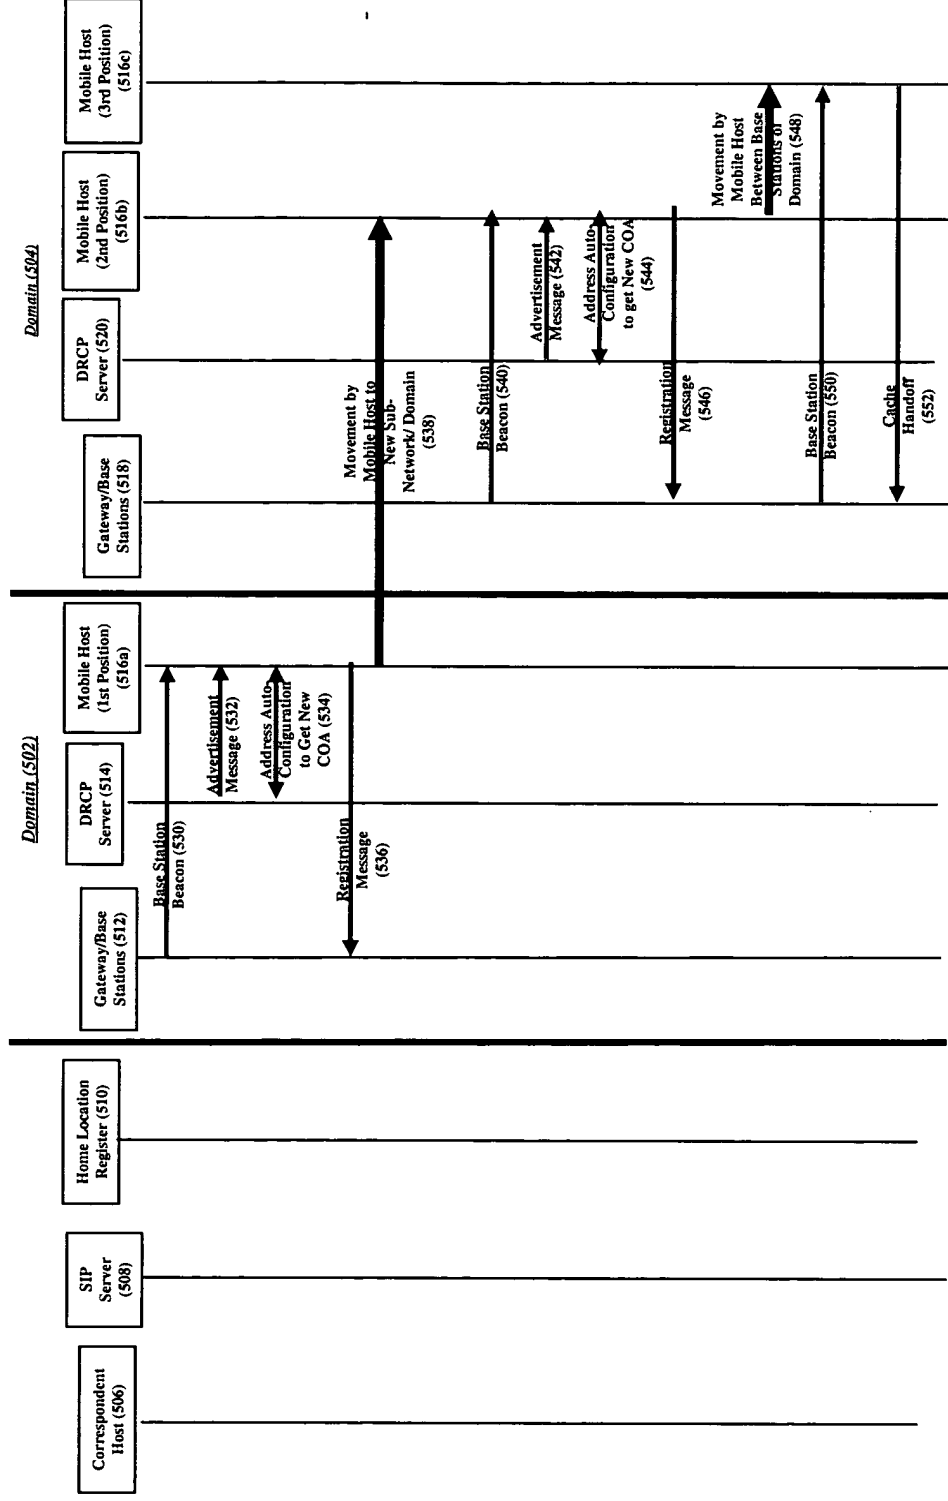 Domain (502)
Domain (504)
Correspondent
Host (506)
SIP
Server
(508)
Home Location
Register (510)
Gateway/Base
Stations (512)
DRCP
Server (514)
Mobile Host
(1st Position)
(516a)
Gateway/Base
Stations (518)
DRCP
Server (520)
Mobile Host
(2nd Position)
(516b)
Mobile Host
(3rd Position)
(516c)
Base Station
Beacon (530)
Advertisement
Message (532)
Address Auto-
Configuration
to Get New
COA (534)
Registration
Message
(536)
Movement by
Mobile Host to
New Sub-
Network/ Domain
(538)
Base Station
Beacon (540)
Advertisement
Message (542)
Address Auto-
Configuration
to get New COA
(544)
Registration
Message
(546)
Movement by
Mobile Host
Between Base
Stations of
Domain (548)
Base Station
Beacon (550)
Cache
Handoff
(552)